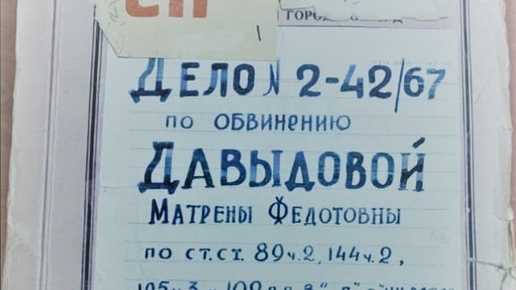 СП
ГОРОД
ДЕЛО № 2-42/67
ПО ОБВИНЕНИЮ
ДАВЫДОВОЙ
МАТРЕНЫ ФЕДОТОВНЫ
ПО СТ.СТ. 89 ч.2, 144 ч.2,